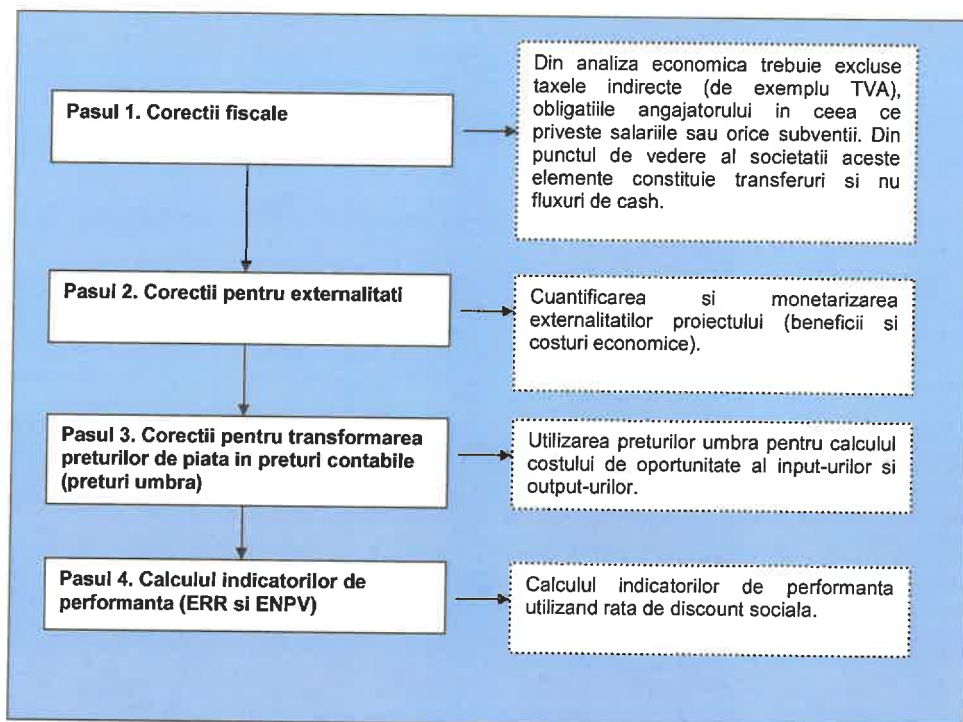 Pasul 1. Corectii fiscale
Din analiza economica trebuie excluse
taxele indirecte (de exemplu TVA),
obligatiile angajatorului in ceea ce
priveste salariile sau orice subventii. Din
punctul de vedere al societatii aceste
elemente constituie transferuri si nu
fluxuri de cash.
Pasul 2. Corectii pentru externalitati
Cuantificarea si monetarizarea
externalitatilor proiectului (beneficii si
costuri economice).
Pasul 3. Corectii pentru transformarea
preturilor de piata in preturi contabile
(preturi umbra)
Utilizarea preturilor umbra pentru calculul
costului de oportunitate al input-urilor si
output-urilor.
Pasul 4. Calculul indicatorilor de
performanta (ERR si ENPV)
Calculul indicatorilor de performanta
utilizand rata de discount sociala.